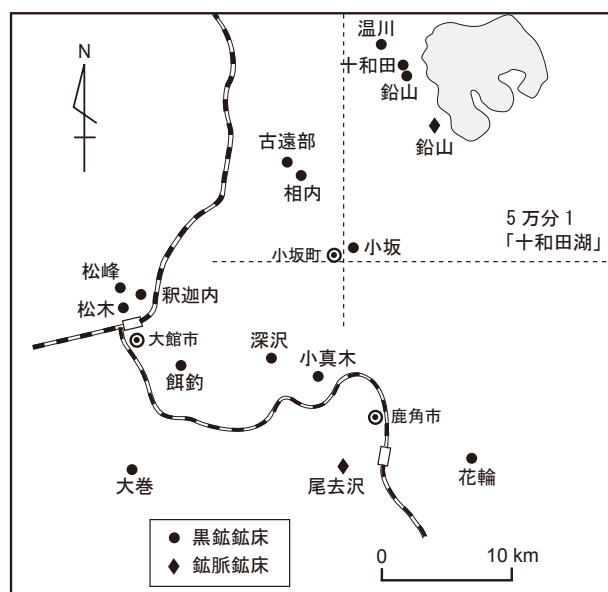 N
温川
十和田
鉛山
鉛山
古遠部
相内
5 万分 1
「十和田湖」
小坂町
小坂
松峰
釈迦内
松木
大館市
深沢
小真木
餌釣
鹿角市
大巻
尾去沢
花輪
黒鉱鉱床
鉱脈鉱床
0
10 km